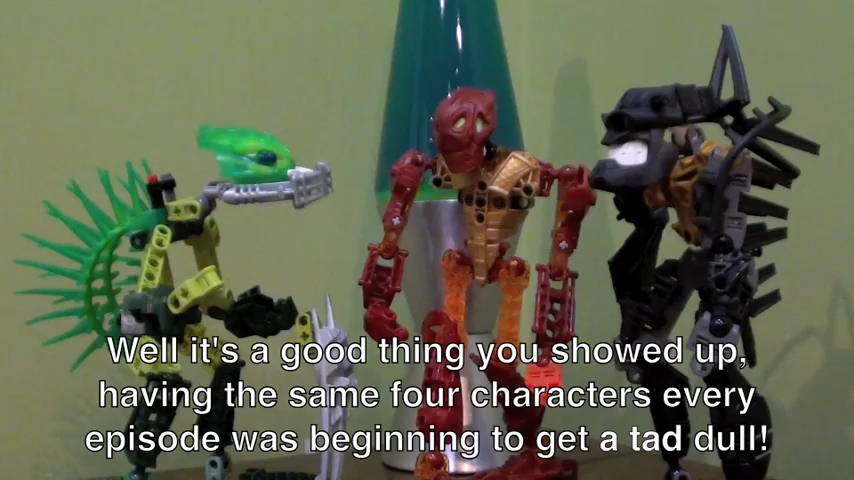 Well it's a good thing you showed up,
having the same four characters every
episode was beginning to get a tad dull!